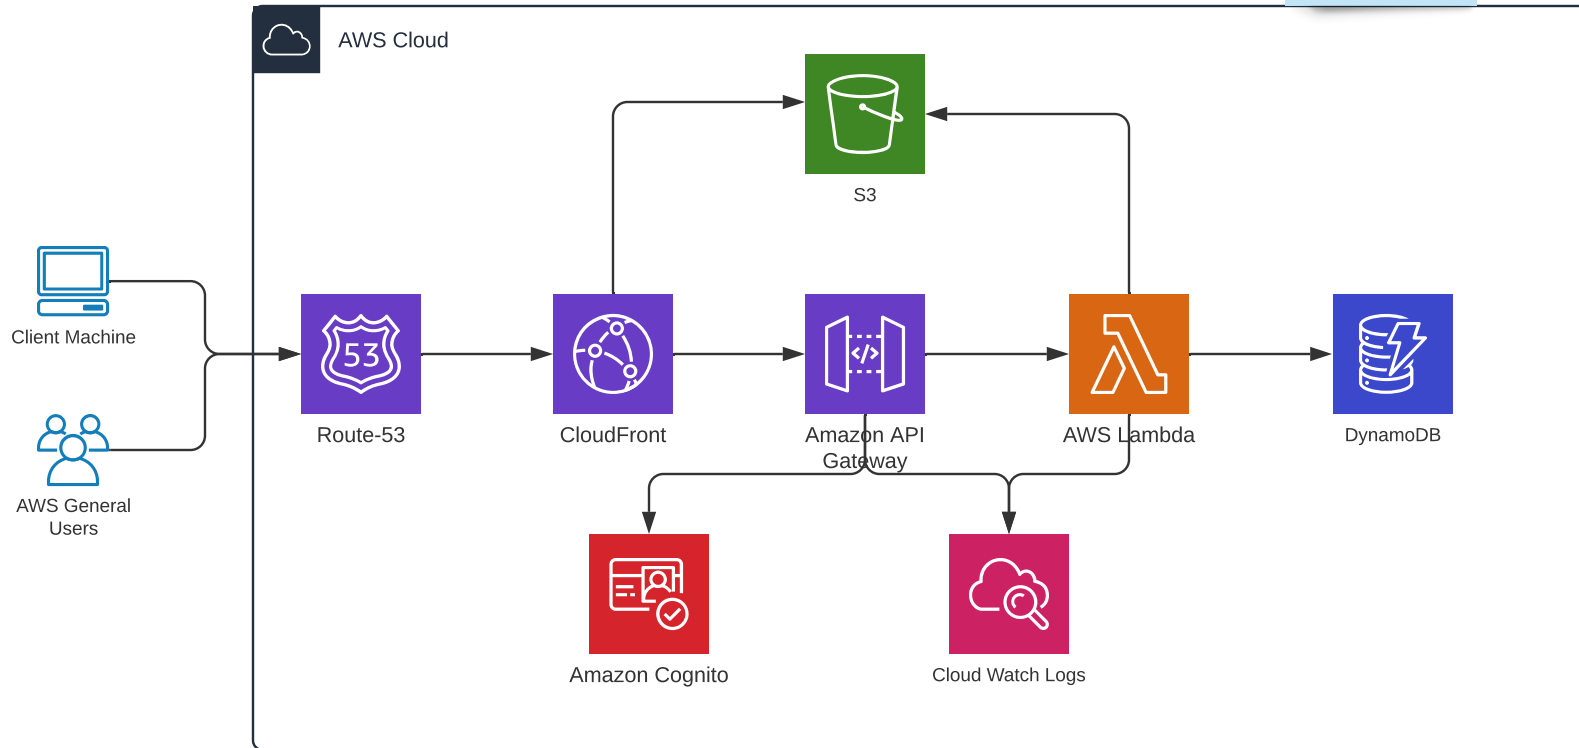 AWS Cloud
S3
Client Machine
53
Route-53
CloudFront
</>
Amazon API
Gateway
AWS Lambda
DynamoDB
AWS General
Users
Amazon Cognito
Cloud Watch Logs